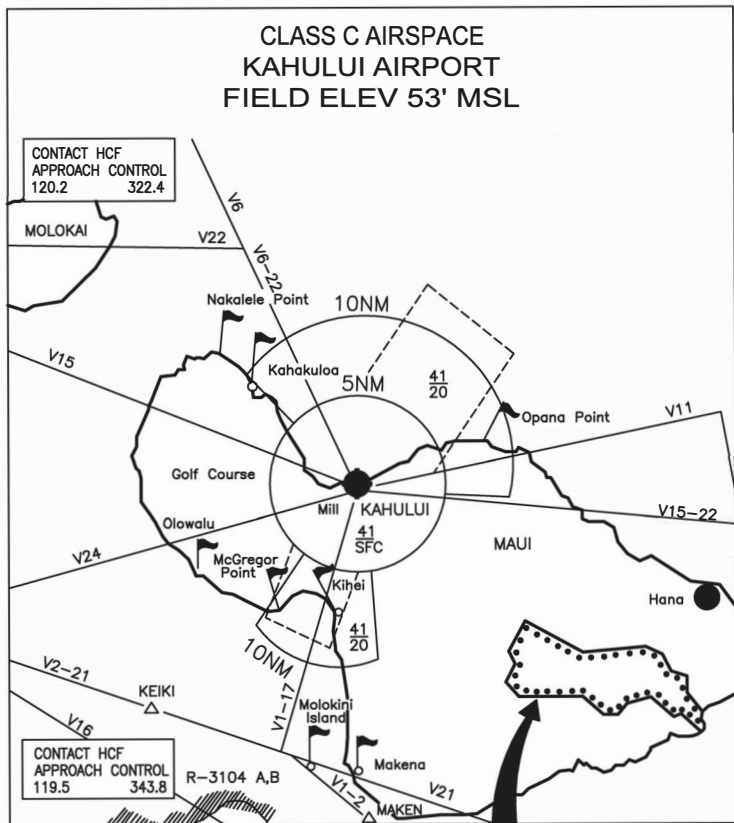 CLASS C AIRSPACE
KAHULUI AIRPORT
FIELD ELEV 53' MSL
CONTACT HCF
APPROACH CONTROL
120.2 322.4
MOLOKAI
V6
V22
V6-22
Nakalele Point
10NM
V15
Kahakuloa
5NM
41
20
Opana Point
V11
Golf Course
Mill
KAHULUI
V15-22
Olowalu
41
SFC
MAUI
V24
McGregor
Point
Kihei
Hana
41
20
10NM
V2-21
KEIKI
V1-17
Molokini
Island
V16
CONTACT HCF
APPROACH CONTROL
119.5 343.8
R-3104 A,B
Makena
V21
V1-2
MAKEN